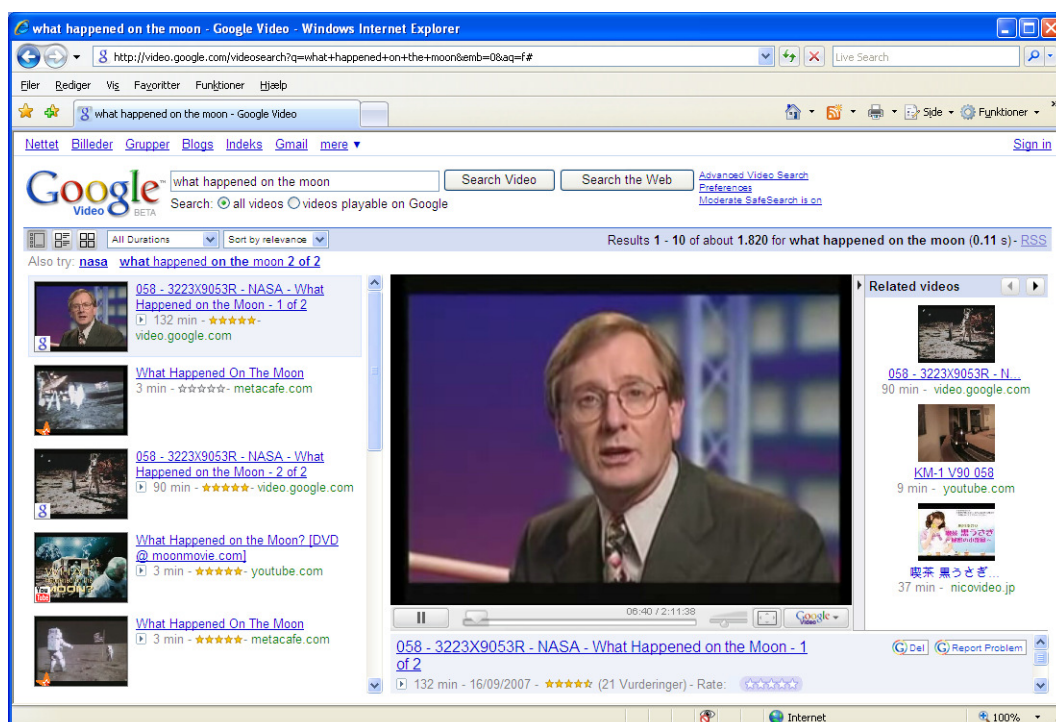 what happened on the moon - Google Video - Windows Internet Explorer
http://video.google.com/videosearch?q=what+happened+on+the+moon&emb=0&aq=f#
Live Search
Filer Rediger Vis Favoritter Funktioner Hjælp
what happened on the moon - Google Video
Side
Funktioner
Nettet Billeder Grupper Blogs Indeks Gmail mere ▼
Sign in
Google™
Video BETA
what happened on the moon
Search Video
Search the Web
Advanced Video Search
Preferences
Moderate SafeSearch is on
Search: all videos videos playable on Google
All Durations
Sort by relevance
Results 1 - 10 of about 1.820 for what happened on the moon (0.11 s) - RSS
Also try: nasa what happened on the moon 2 of 2
058 - 3223X9053R - NASA - What
Happened on the Moon - 1 of 2
132 min -
video.google.com
What Happened On The Moon
3 min - metacafe.com
058 - 3223X9053R - NASA - What
Happened on the Moon - 2 of 2
90 min - video.google.com
What Happened on the Moon? [DVD
@ moonmovie.com]
3 min - youtube.com
MOON?
You
Tube
What Happened On The Moon
3 min - metacafe.com
06:40 / 2:11:38
Google
Video
058 - 3223X9053R - NASA - What Happened on the Moon - 1
of 2
Del
Report Problem
132 min - 16/09/2007 - (21 Vurderinger) - Rate:
Related videos
058 - 3223X9053R - N...
90 min - video.google.com
KM-1 V90 058
9 min - youtube.com
喫茶 黒うさぎ...
37 min - nicovideo.jp
Internet
100%